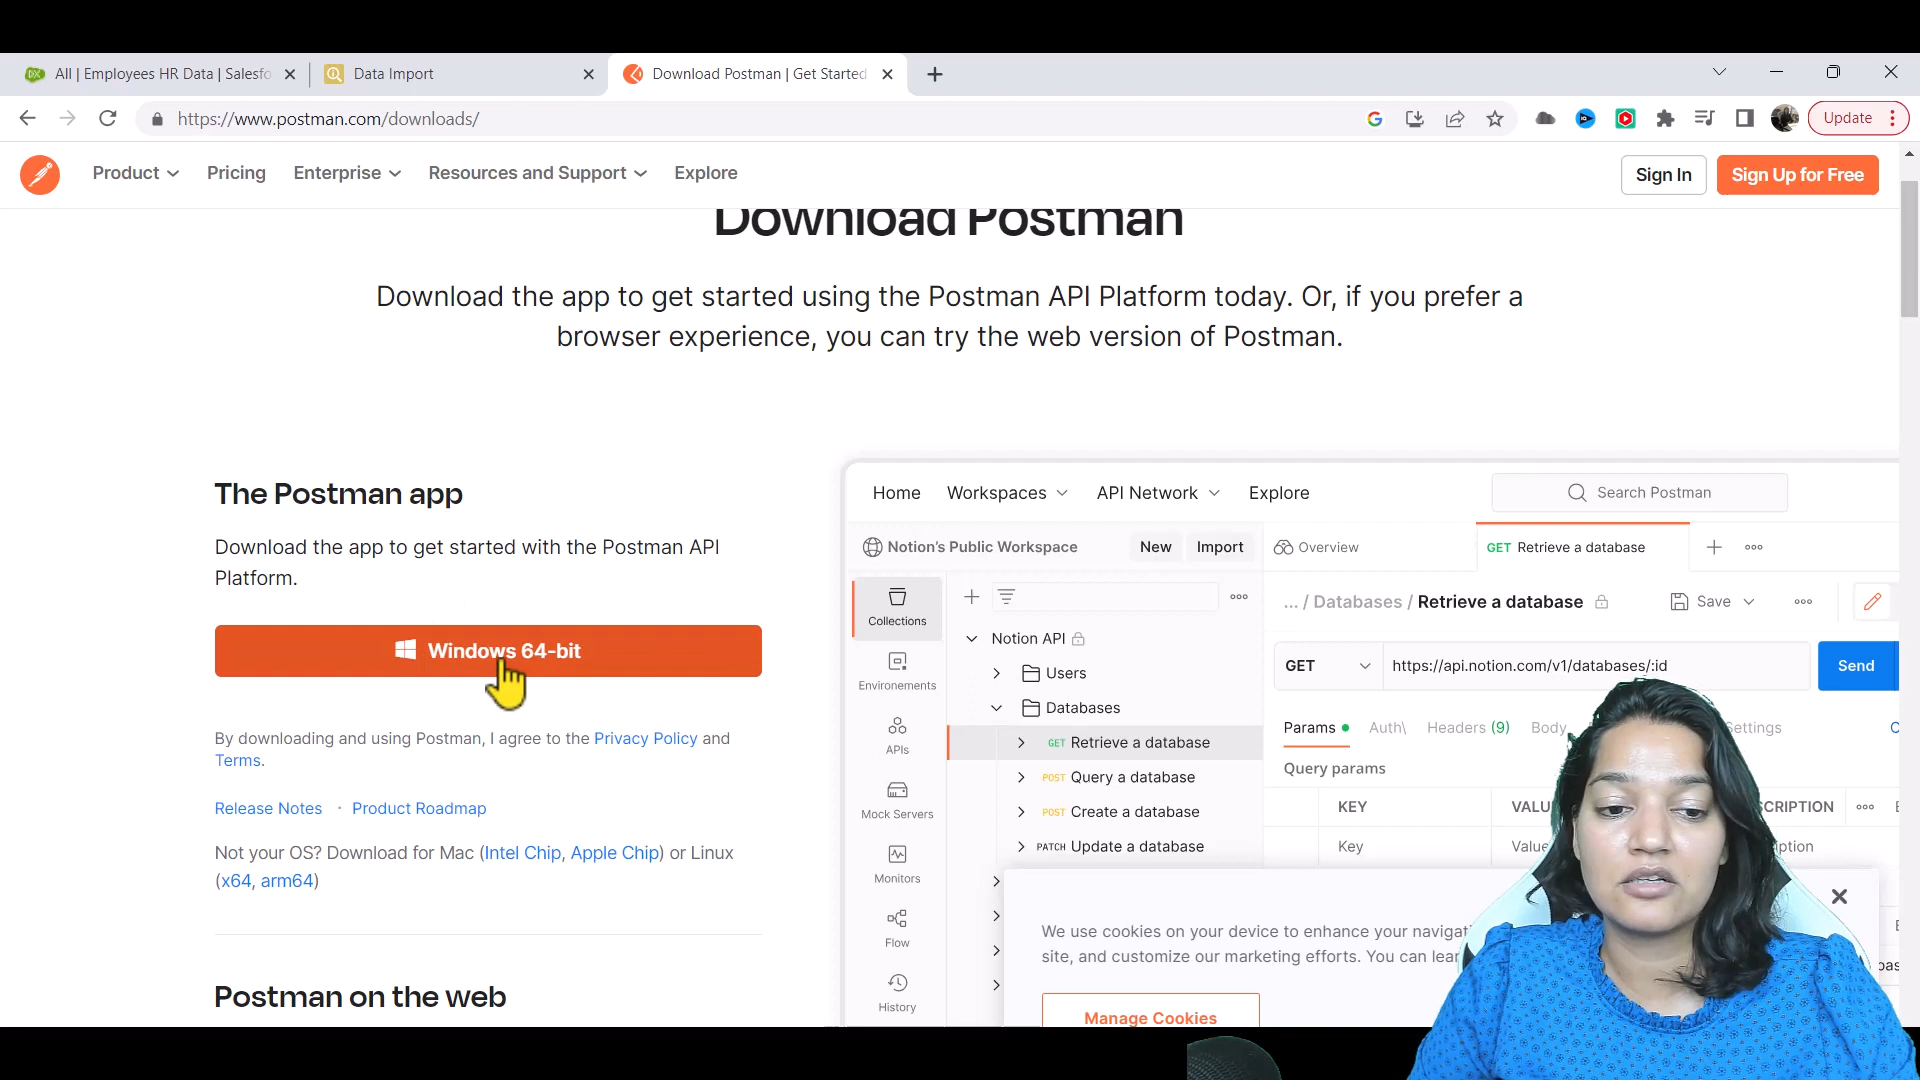 All | Employees HR Data | Salesfo
Data Import
Download Postman | Get Started
https://www.postman.com/downloads/
Update
Product
Pricing
Enterprise
Resources and Support
Explore
Sign In
Sign Up for Free
Download Postman
Download the app to get started using the Postman API Platform today. Or, if you prefer a
browser experience, you can try the web version of Postman.
The Postman app
Download the app to get started with the Postman API
Platform.
Windows 64-bit
By downloading and using Postman, I agree to the Privacy Policy and
Terms.
Release Notes · Product Roadmap
Not your OS? Download for Mac (Intel Chip, Apple Chip) or Linux
(x64, arm64)
Postman on the web
Home
Workspaces
API Network
Explore
Search Postman
Notion's Public Workspace
New
Import
Overview
GET Retrieve a database
Collections
Environements
APIs
Mock Servers
Monitors
Flow
History
Notion API
Users
Databases
GET Retrieve a database
POST Query a database
POST Create a database
PATCH Update a database
... / Databases / Retrieve a database
Save
GET
https://api.notion.com/v1/databases/:id
Send
Params
Auth\
Headers (9)
Body
Settings
Query params
KEY
Key
We use cookies on your device to enhance your
site, and customize our marketing efforts. You can
Manage Cookies